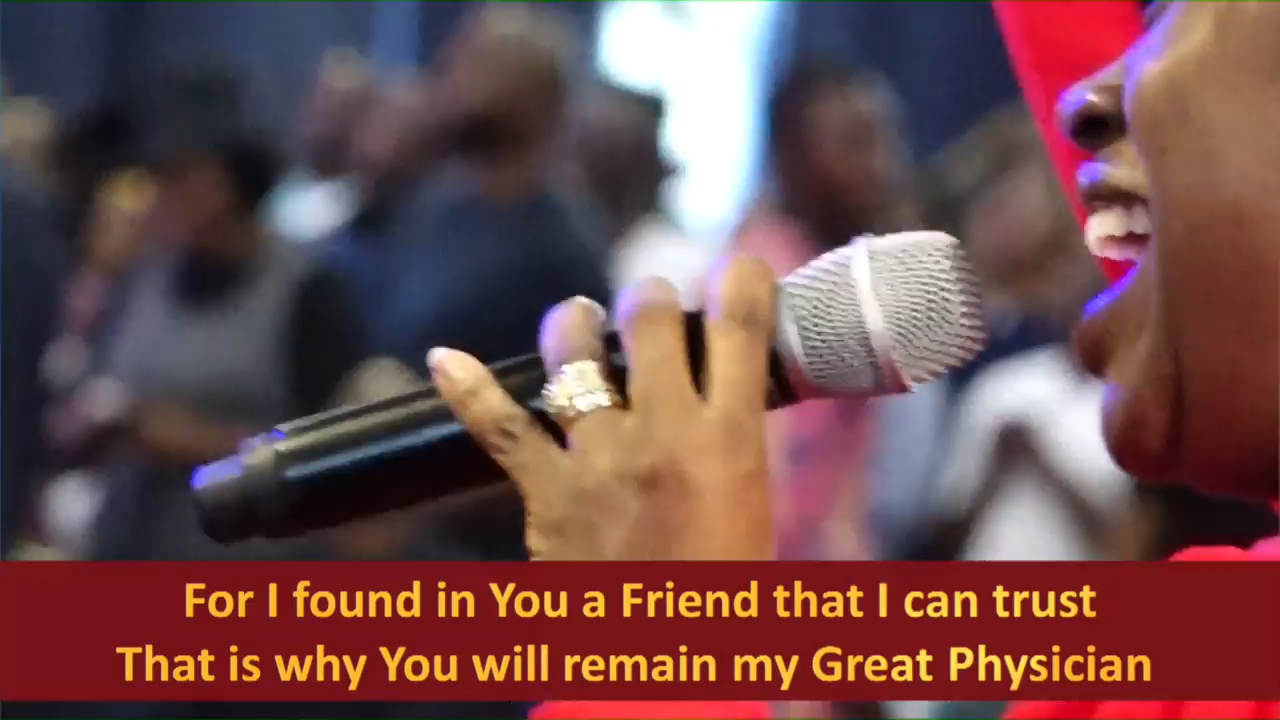 For I found in You a Friend that I can trust
That is why You will remain my Great Physician